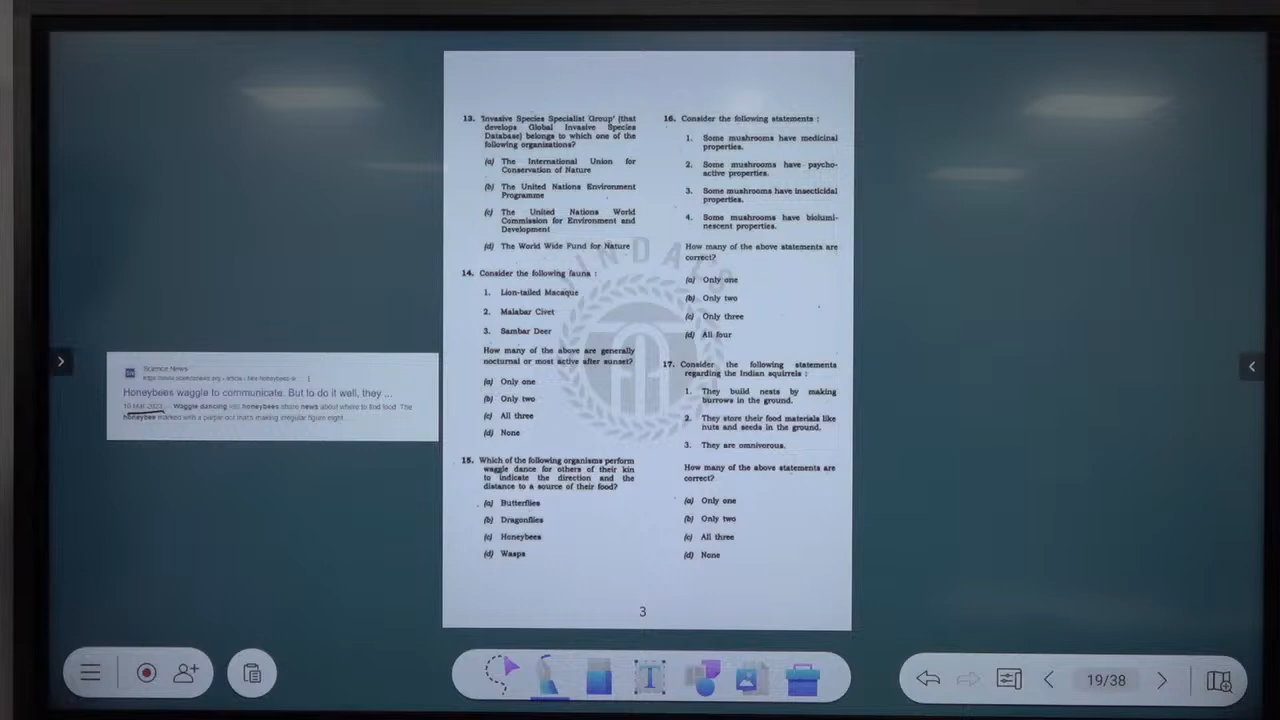 13. 'Invasive Species Specialist Group' (that
develops Global Invasive Species
Database) belongs to which one of the
following organizations?
(a) The International Union for
Conservation of Nature
(b) The United Nations Environment
Programme
(c) The United Nations World
Commission for Environment and
Development
(d) The World Wide Fund for Nature
14. Consider the following fauna :
1. Lion-tailed Macaque
2. Malabar Civet
3. Sambar Deer
How many of the above are generally
nocturnal or most active after sunset?
(a) Only one
(b) Only two
(c) All three
(d) None
15. Which of the following organisms perform
waggle dance for others of their kin
to indicate the direction and the
distance to a source of their food?
(a) Butterflies
(b) Dragonflies
(c) Honeybees
(d) Wasps
16. Consider the following statements :
1. Some mushrooms have medicinal
properties.
2. Some mushrooms have psycho-
active properties.
3. Some mushrooms have insecticidal
properties.
4. Some mushrooms have biolumi-
nescent properties.
How many of the above statements are
correct?
(a) Only one
(b) Only two
(c) Only three
(d) All four
17. Consider the following statements
regarding the Indian squirrels :
1. They build nests by making
burrows in the ground.
2. They store their food materials like
nuts and seeds in the ground.
3. They are omnivorous.
How many of the above statements are
correct?
(a) Only one
(b) Only two
(c) All three
(d) None
3
Science News
Honeybees waggle to communicate. But to do it well, they ...
Waggle dancing honeybees share news about where to find food. The
honeybee marked with a purple dot making irregular figure eight
T
19/38